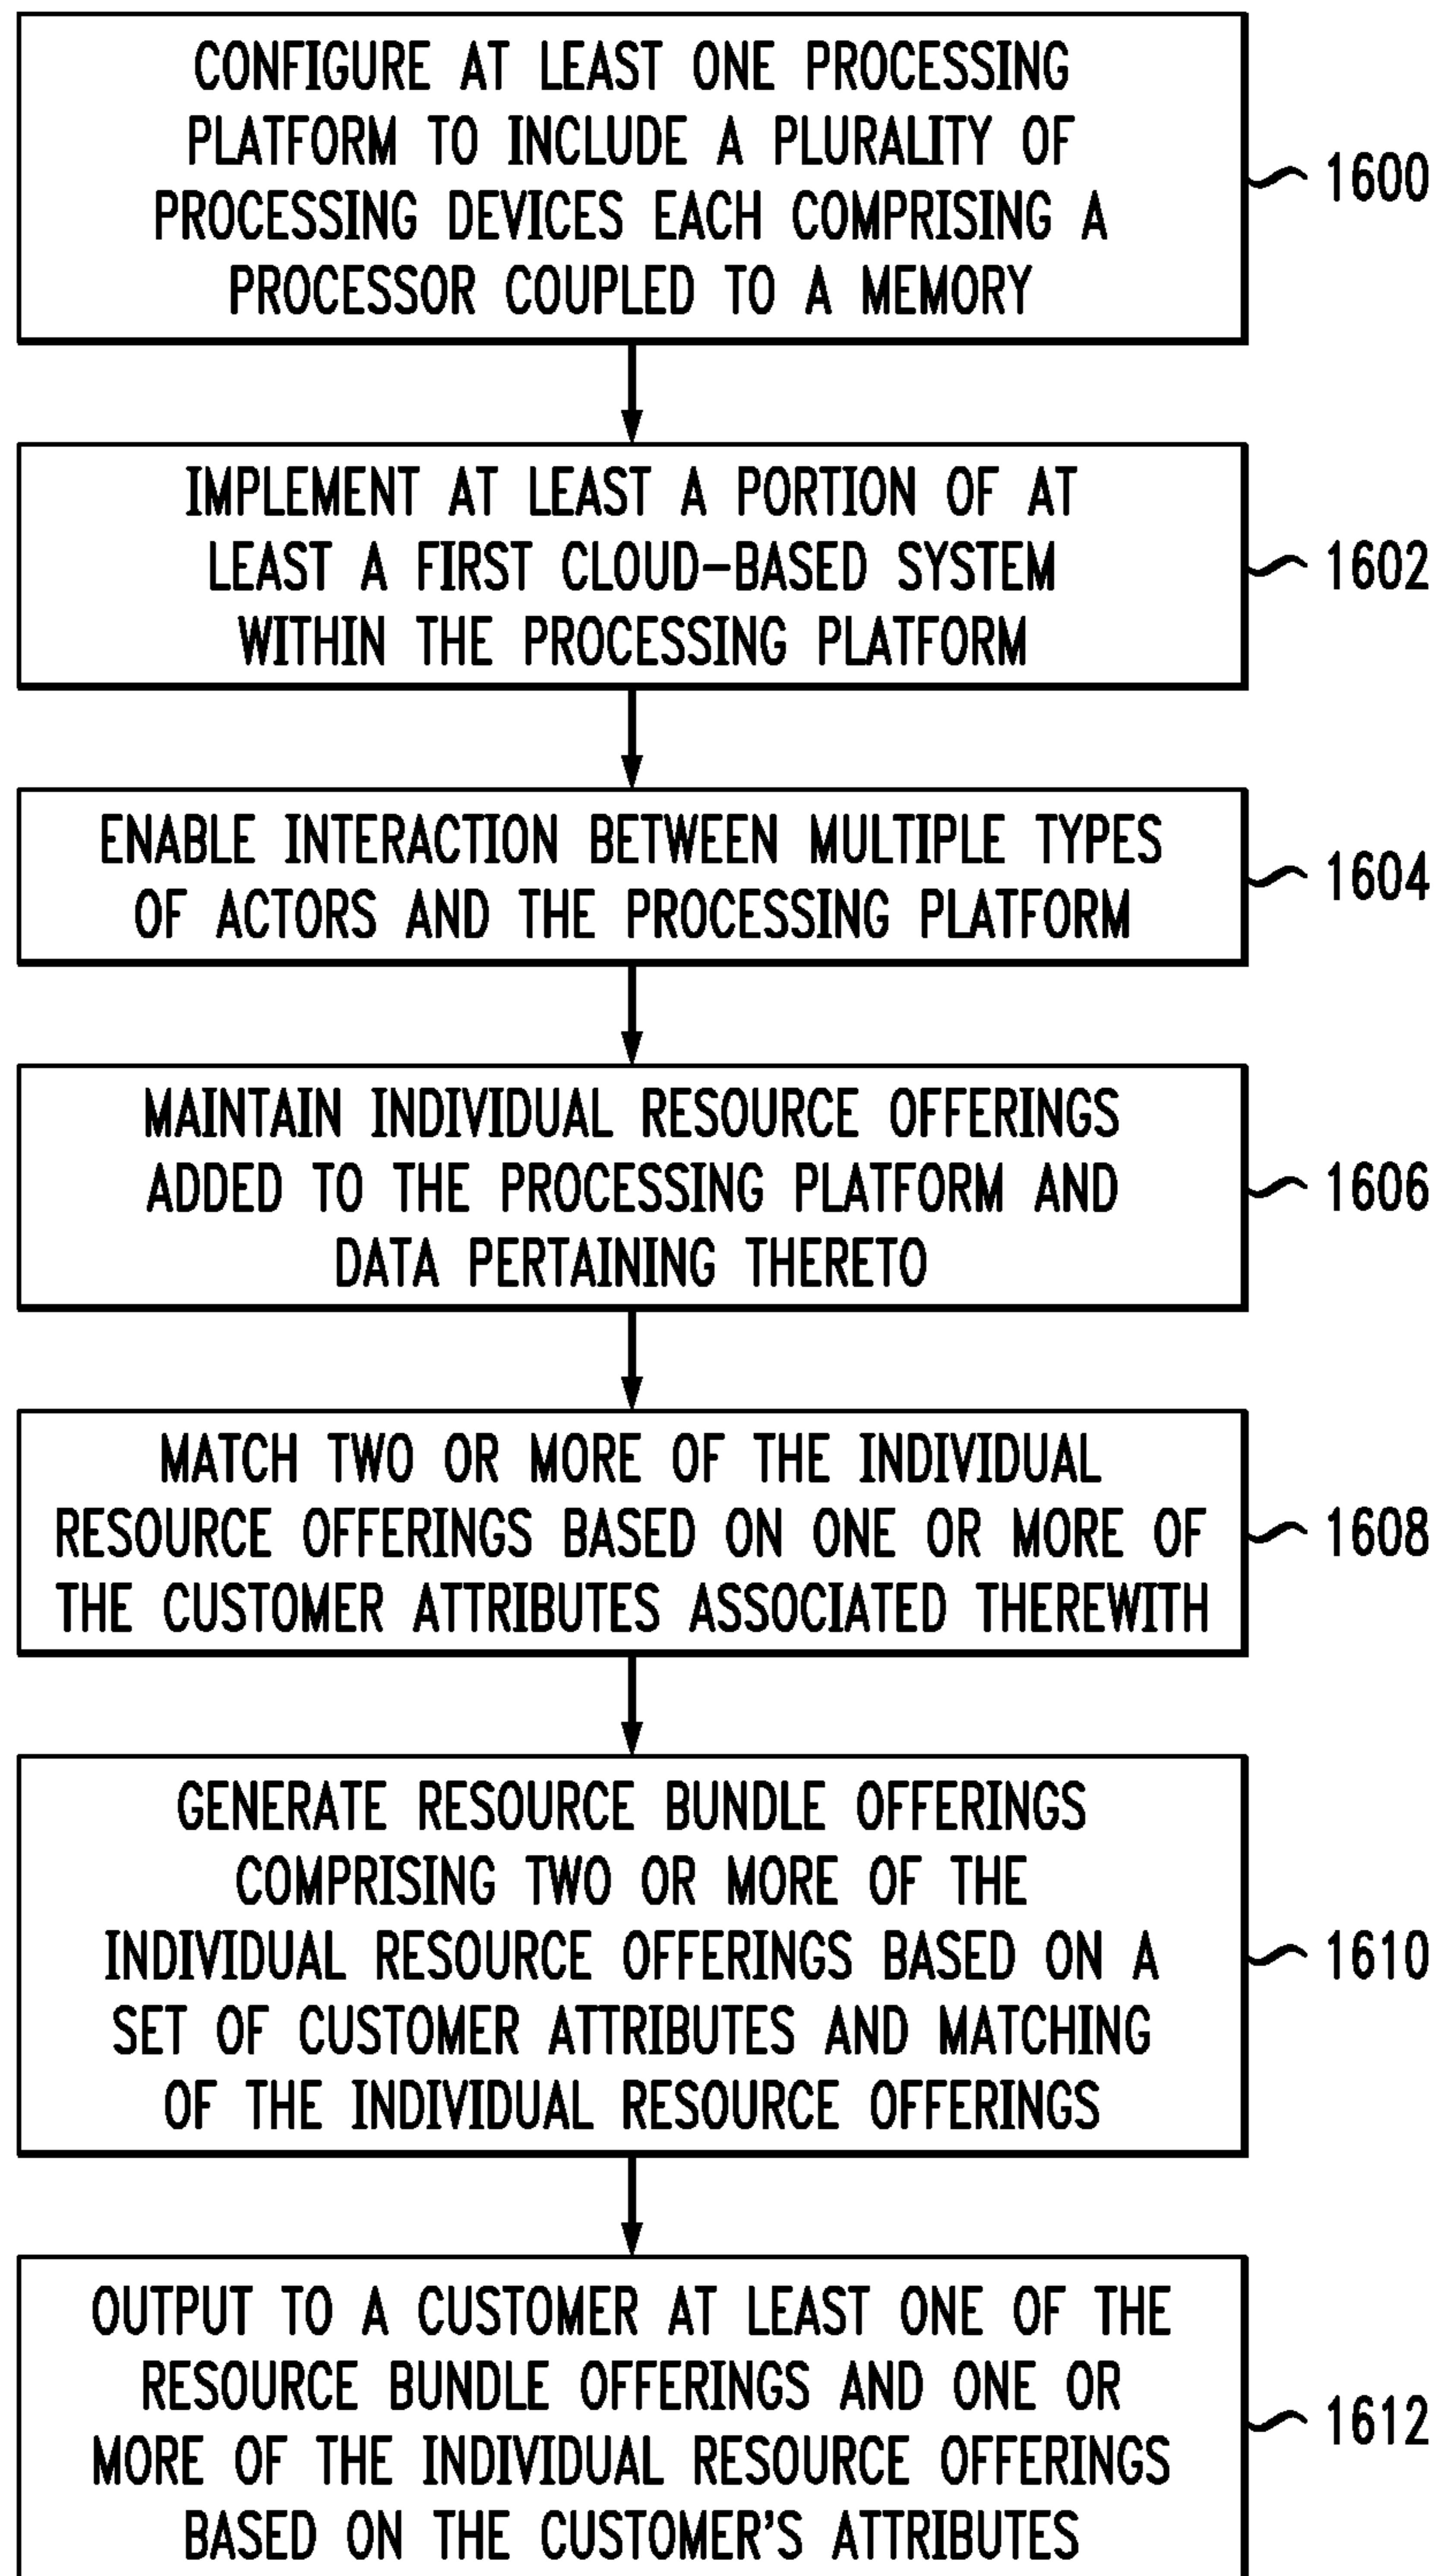 CONFIGURE AT LEAST ONE PROCESSING
PLATFORM TO INCLUDE A PLURALITY OF
PROCESSING DEVICES EACH COMPRISING A
PROCESSOR COUPLED TO A MEMORY
1600
IMPLEMENT AT LEAST A PORTION OF AT
LEAST A FIRST CLOUD-BASED SYSTEM
WITHIN THE PROCESSING PLATFORM
1602
ENABLE INTERACTION BETWEEN MULTIPLE TYPES
OF ACTORS AND THE PROCESSING PLATFORM
1604
MAINTAIN INDIVIDUAL RESOURCE OFFERINGS
ADDED TO THE PROCESSING PLATFORM AND
DATA PERTAINING THERETO
1606
MATCH TWO OR MORE OF THE INDIVIDUAL
RESOURCE OFFERINGS BASED ON ONE OR MORE OF
THE CUSTOMER ATTRIBUTES ASSOCIATED THEREWITH
1608
GENERATE RESOURCE BUNDLE OFFERINGS
COMPRISING TWO OR MORE OF THE
INDIVIDUAL RESOURCE OFFERINGS BASED ON A
SET OF CUSTOMER ATTRIBUTES AND MATCHING
OF THE INDIVIDUAL RESOURCE OFFERINGS
1610
OUTPUT TO A CUSTOMER AT LEAST ONE OF THE
RESOURCE BUNDLE OFFERINGS AND ONE OR
MORE OF THE INDIVIDUAL RESOURCE OFFERINGS
BASED ON THE CUSTOMER'S ATTRIBUTES
1612